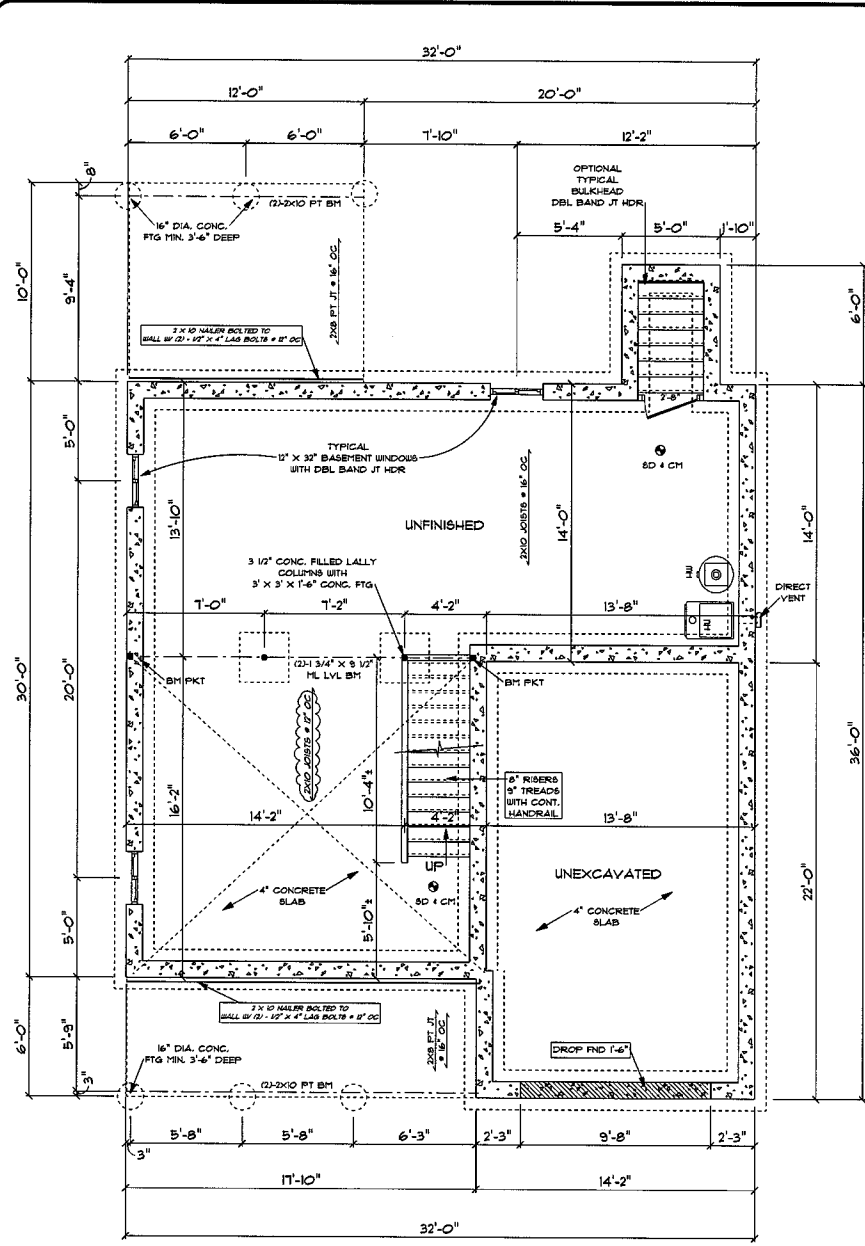 32'-0"
12'-0"
20'-0"
6'-0"
6'-0"
7'-10"
12'-2"
8"
OPTIONAL
TYPICAL
BULKHEAD
DBL BAND JT HDR
(2)-2X10 PT BM
16" DIA. CONC.
FTG MIN. 3'-6" DEEP
5'-4"
5'-0"
1'-10"
10'-0"
9'-4"
2X8 PT JT @ 16" OC
6'-0"
2 X 10 NAILER BOLTED TO
WALL W/ (2) - 1/2" X 4" LAG BOLTS @ 12" OC
2'-8"
5'-0"
TYPICAL
12" X 32" BASEMENT WINDOWS
WITH DBL BAND JT HDR
SD & CM
13'-10"
UNFINISHED
2X10 JOISTS @ 16" OC
14'-0"
14'-0"
3 1/2" CONC. FILLED LALLY
COLUMNS WITH
3' X 3' X 1'-6" CONC. FTG
HW
DIRECT
VENT
7'-0"
7'-2"
4'-2"
13'-8"
HU
30'-0"
20'-0"
BM PKT
(2)-1 3/4" X 9 1/2"
ML LVL BM
BM PKT
2X10 JOISTS @ 12" OC
36'-0"
16'-2"
10'-4"±
8" RISERS
9" TREADS
WITH CONT.
HANDRAIL
14'-2"
4'-2"
13'-8"
UP
UNEXCAVATED
22'-0"
4" CONCRETE
SLAB
SD & CM
4" CONCRETE
SLAB
5'-0"
5'-10"±
2 X 10 NAILER BOLTED TO
WALL W/ (2) - 1/2" X 4" LAG BOLTS @ 12" OC
6'-0"
5'-9"
16" DIA. CONC.
FTG MIN. 3'-6" DEEP
2X8 PT JT
@ 16" OC
DROP FND 1'-6"
3"
(2)-2X10 PT BM
5'-8"
5'-8"
6'-3"
2'-3"
9'-8"
2'-3"
3"
17'-10"
14'-2"
32'-0"